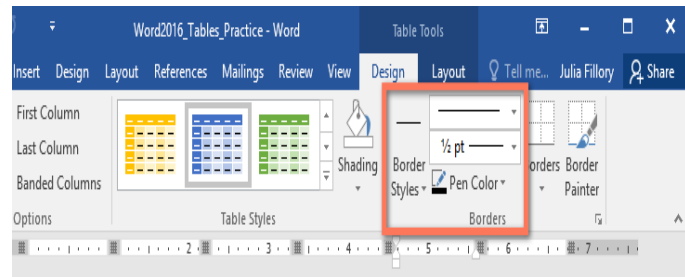 Word2016_Tables_Practice - Word Table Tools
Insert Design Layout References Mailings Review View Design Layout Tell me... Julia Fillory Share
First Column
Last Column
Banded Columns
Shading
Border Styles
½ pt
Pen Color
Border Painter
Options Table Styles Borders
2 3 4 5 6 7